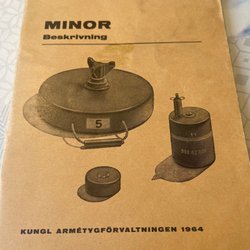 MINOR
Beskrivning
5
KUNGL ARMÉTYGFÖRVALTNINGEN 1964